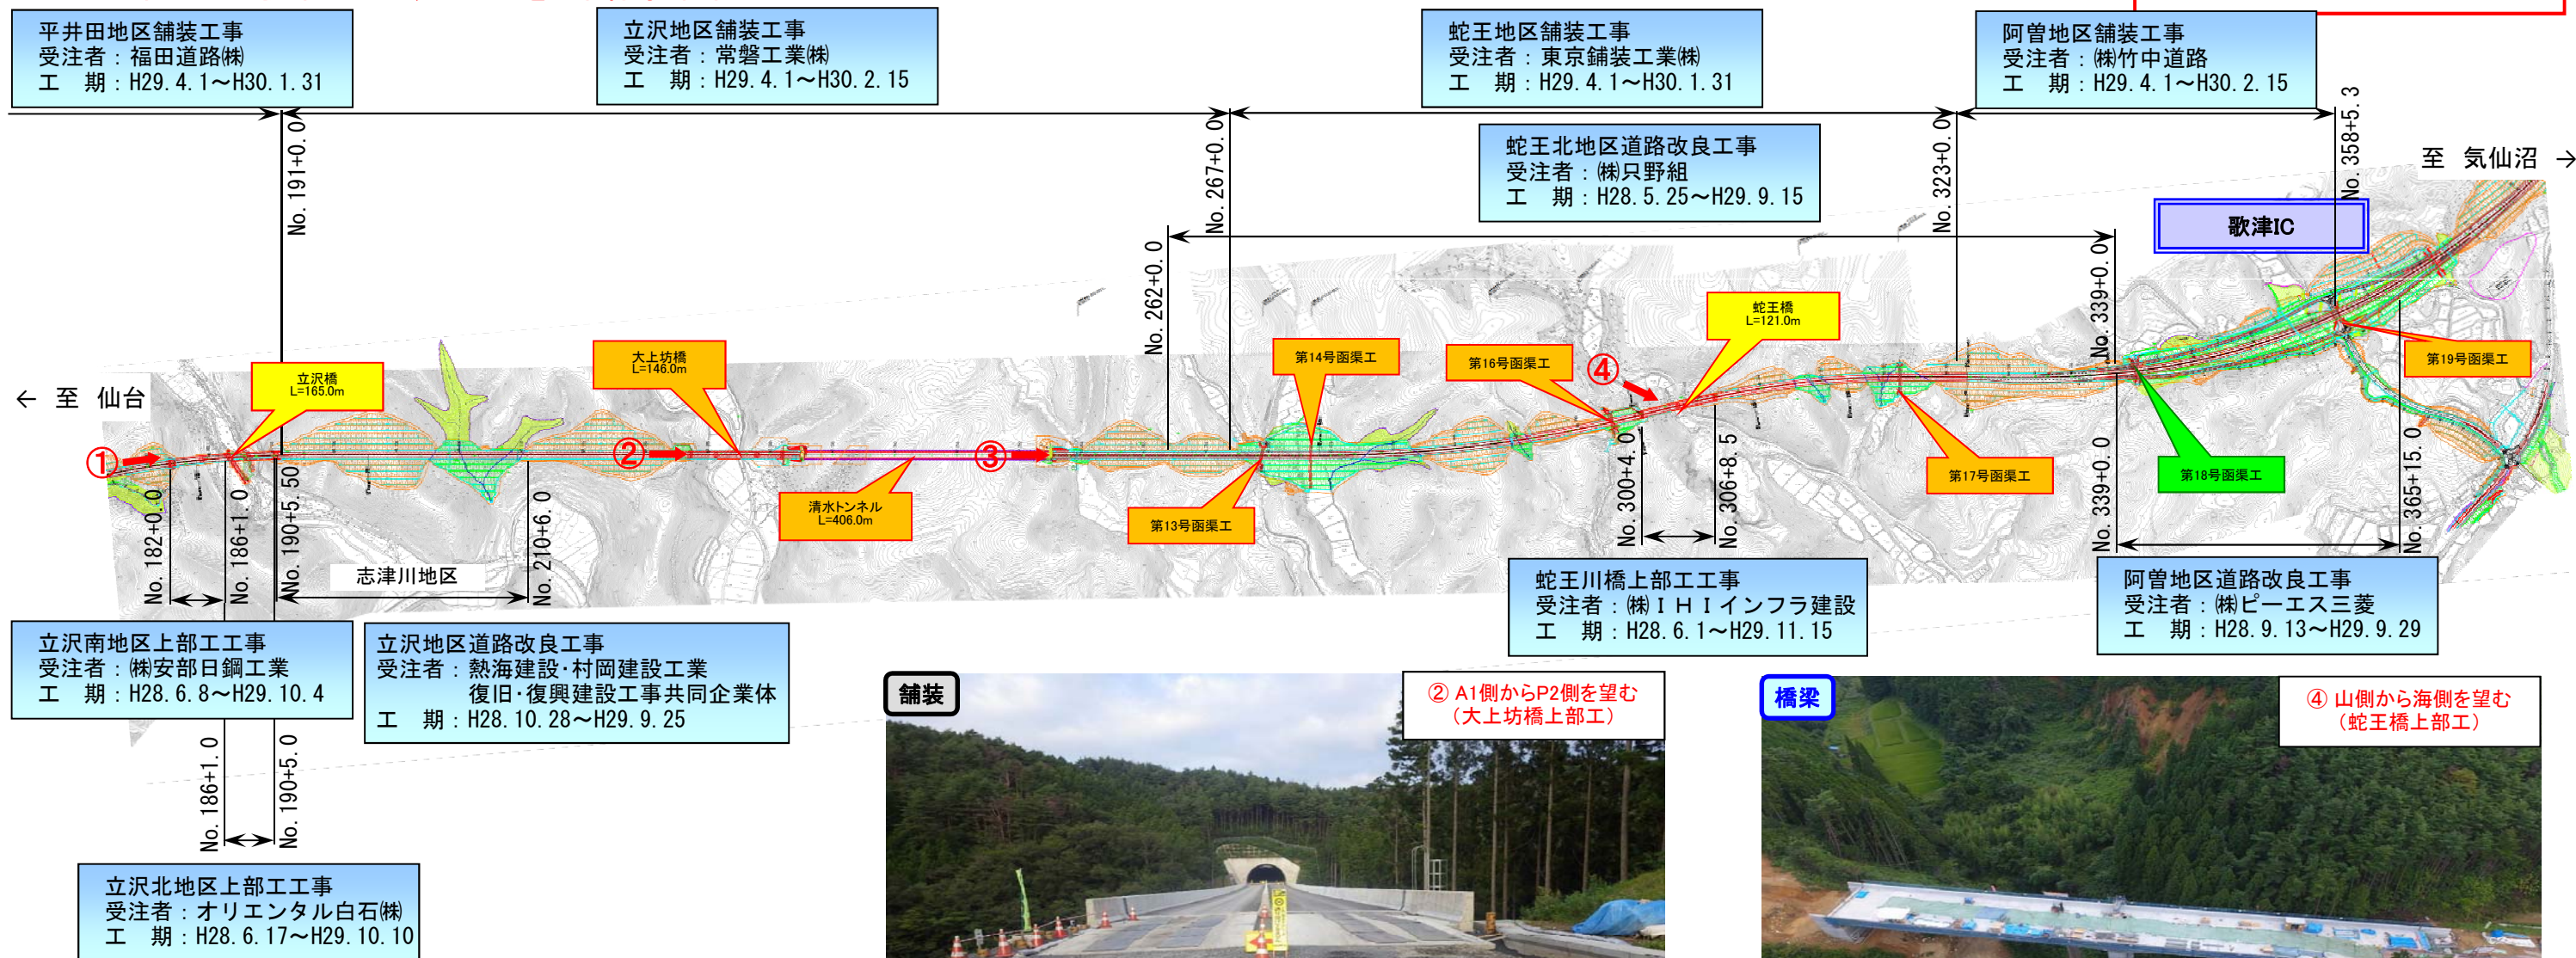 平井田地区舗装工事
受注者：福田道路㈱
工　期：H29.4.1～H30.1.31
立沢地区舗装工事
受注者：常磐工業㈱
工　期：H29.4.1～H30.2.15
蛇王地区舗装工事
受注者：東京鋪装工業㈱
工　期：H29.4.1～H30.1.31
阿曽地区舗装工事
受注者：㈱竹中道路
工　期：H29.4.1～H30.2.15
No.191+0.0
No.267+0.0
No.323+0.0
No.358+5.3
蛇王北地区道路改良工事
受注者：㈱只野組
工　期：H28.5.25～H29.9.15
至　気仙沼　→
歌津IC
No.262+0.0
No.339+0.0
←　至　仙台
立沢橋
L=165.0m
大上坊橋
L=146.0m
第14号函渠工
第16号函渠工
蛇王橋
L=121.0m
第19号函渠工
①
②
③
④
清水トンネル
L=406.0m
第13号函渠工
第17号函渠工
第18号函渠工
No.182+0.0
No.186+1.0
No.190+5.50
志津川地区
No.210+6.0
No.300+4.0
No.306+8.5
No.339+0.0
No.365+15.0
立沢南地区上部工工事
受注者：㈱安部日鋼工業
工　期：H28.6.8～H29.10.4
立沢地区道路改良工事
受注者：熱海建設・村岡建設工業
復旧・復興建設工事共同企業体
工　期：H28.10.28～H29.9.25
蛇王川橋上部工工事
受注者：㈱ＩＨＩインフラ建設
工　期：H28.6.1～H29.11.15
阿曽地区道路改良工事
受注者：㈱ピーエス三菱
工　期：H28.9.13～H29.9.29
No.186+1.0
No.190+5.0
立沢北地区上部工工事
受注者：オリエンタル白石㈱
工　期：H28.6.17～H29.10.10
舗装
② A1側からP2側を望む
（大上坊橋上部工）
橋梁
④ 山側から海側を望む
（蛇王橋上部工）